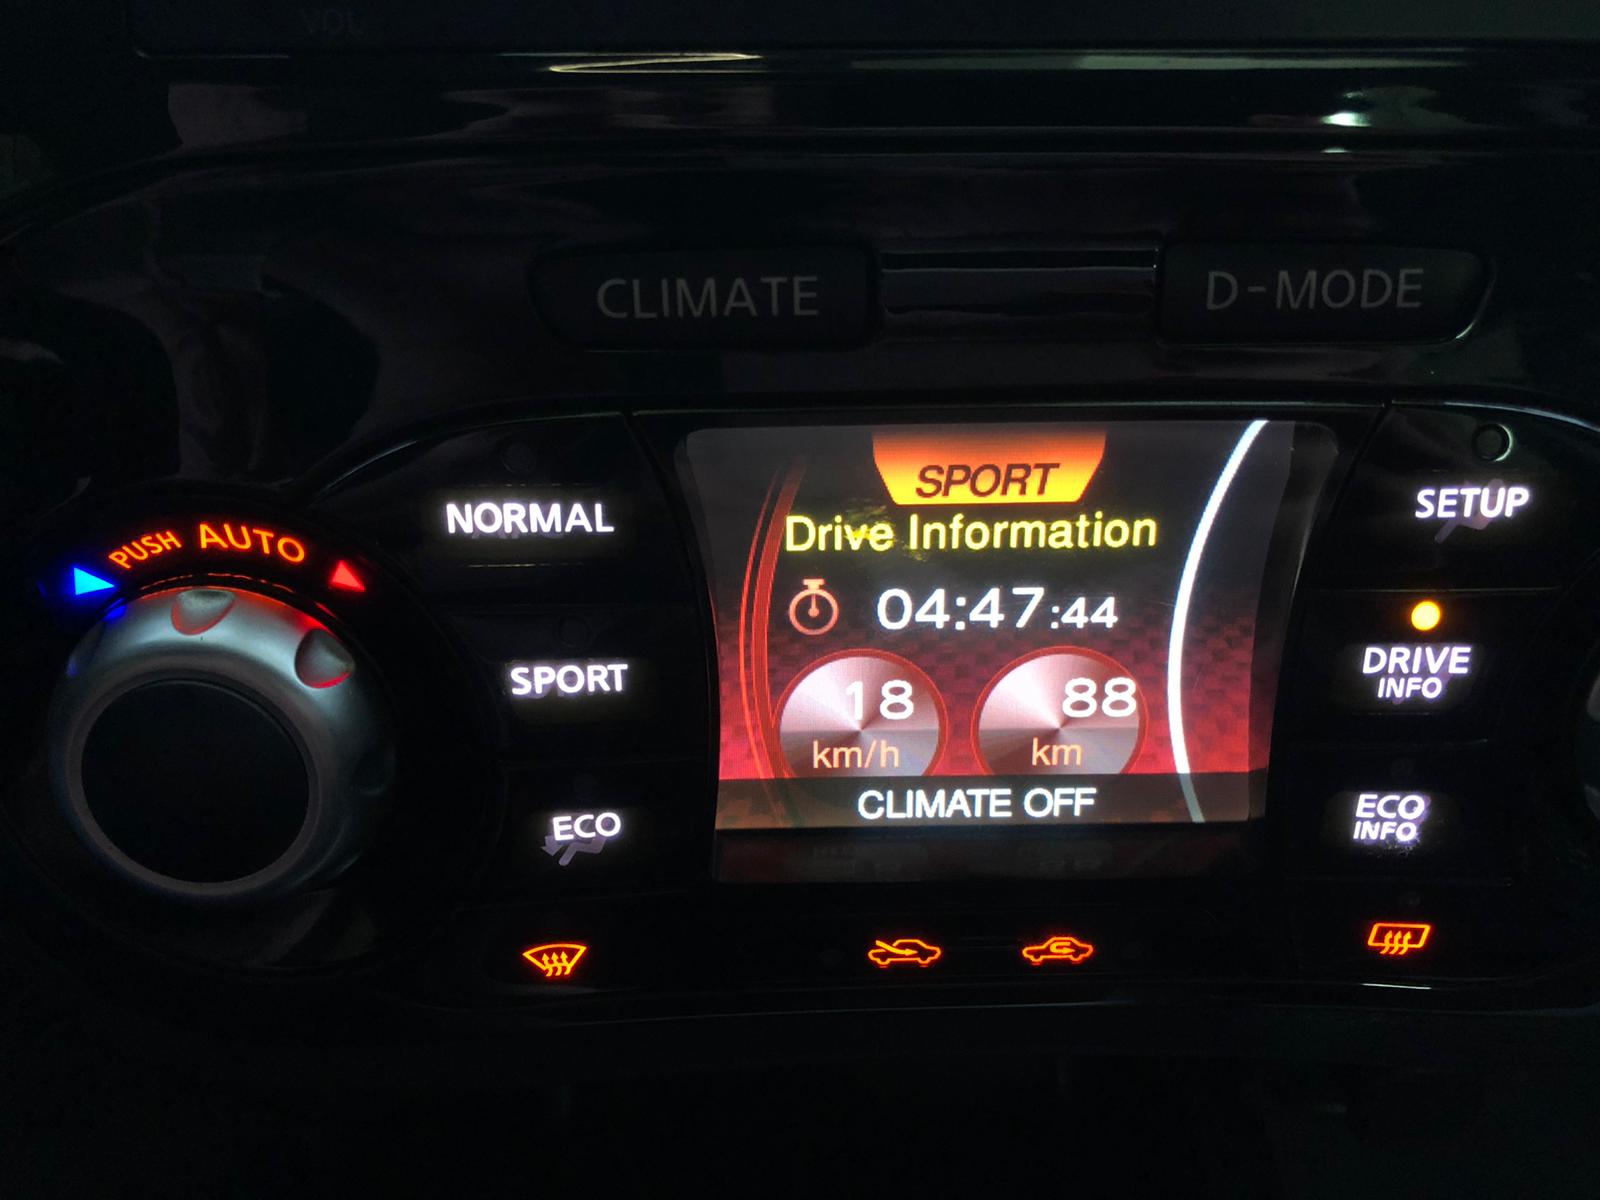 VOL
CLIMATE
D-MODE
PUSH AUTO
NORMAL
SPORT
SETUP
Drive Information
04:47:44
SPORT
DRIVE
INFO
18
km/h
88
km
CLIMATE OFF
ECO
ECO
INFO